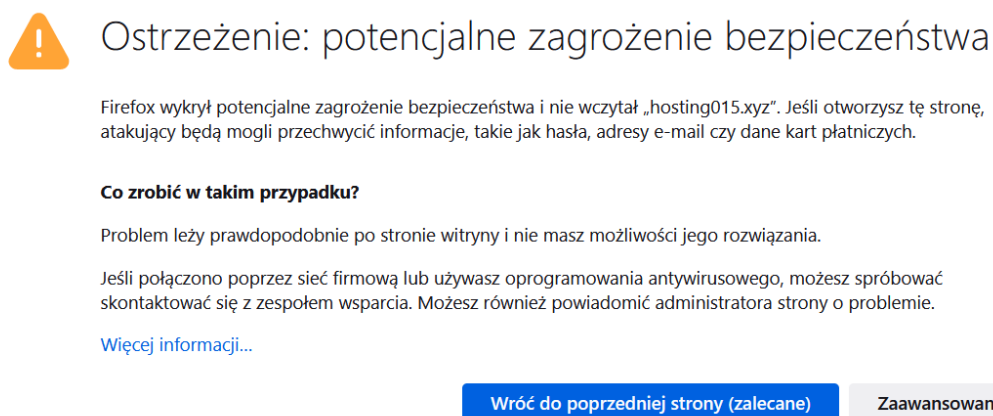 Ostrzeżenie: potencjalne zagrożenie bezpieczeństwa
Firefox wykrył potencjalne zagrożenie bezpieczeństwa i nie wczytał „hosting015.xyz”. Jeśli otworzysz tę stronę,
atakujący będą mogli przechwycić informacje, takie jak hasła, adresy e-mail czy dane kart płatniczych.
Co zrobić w takim przypadku?
Problem leży prawdopodobnie po stronie witryny i nie masz możliwości jego rozwiązania.
Jeśli połączono poprzez sieć firmową lub używasz oprogramowania antywirusowego, możesz spróbować
skontaktować się z zespołem wsparcia. Możesz również powiadomić administratora strony o problemie.
Więcej informacji...
Wróć do poprzedniej strony (zalecane)
Zaawansowan